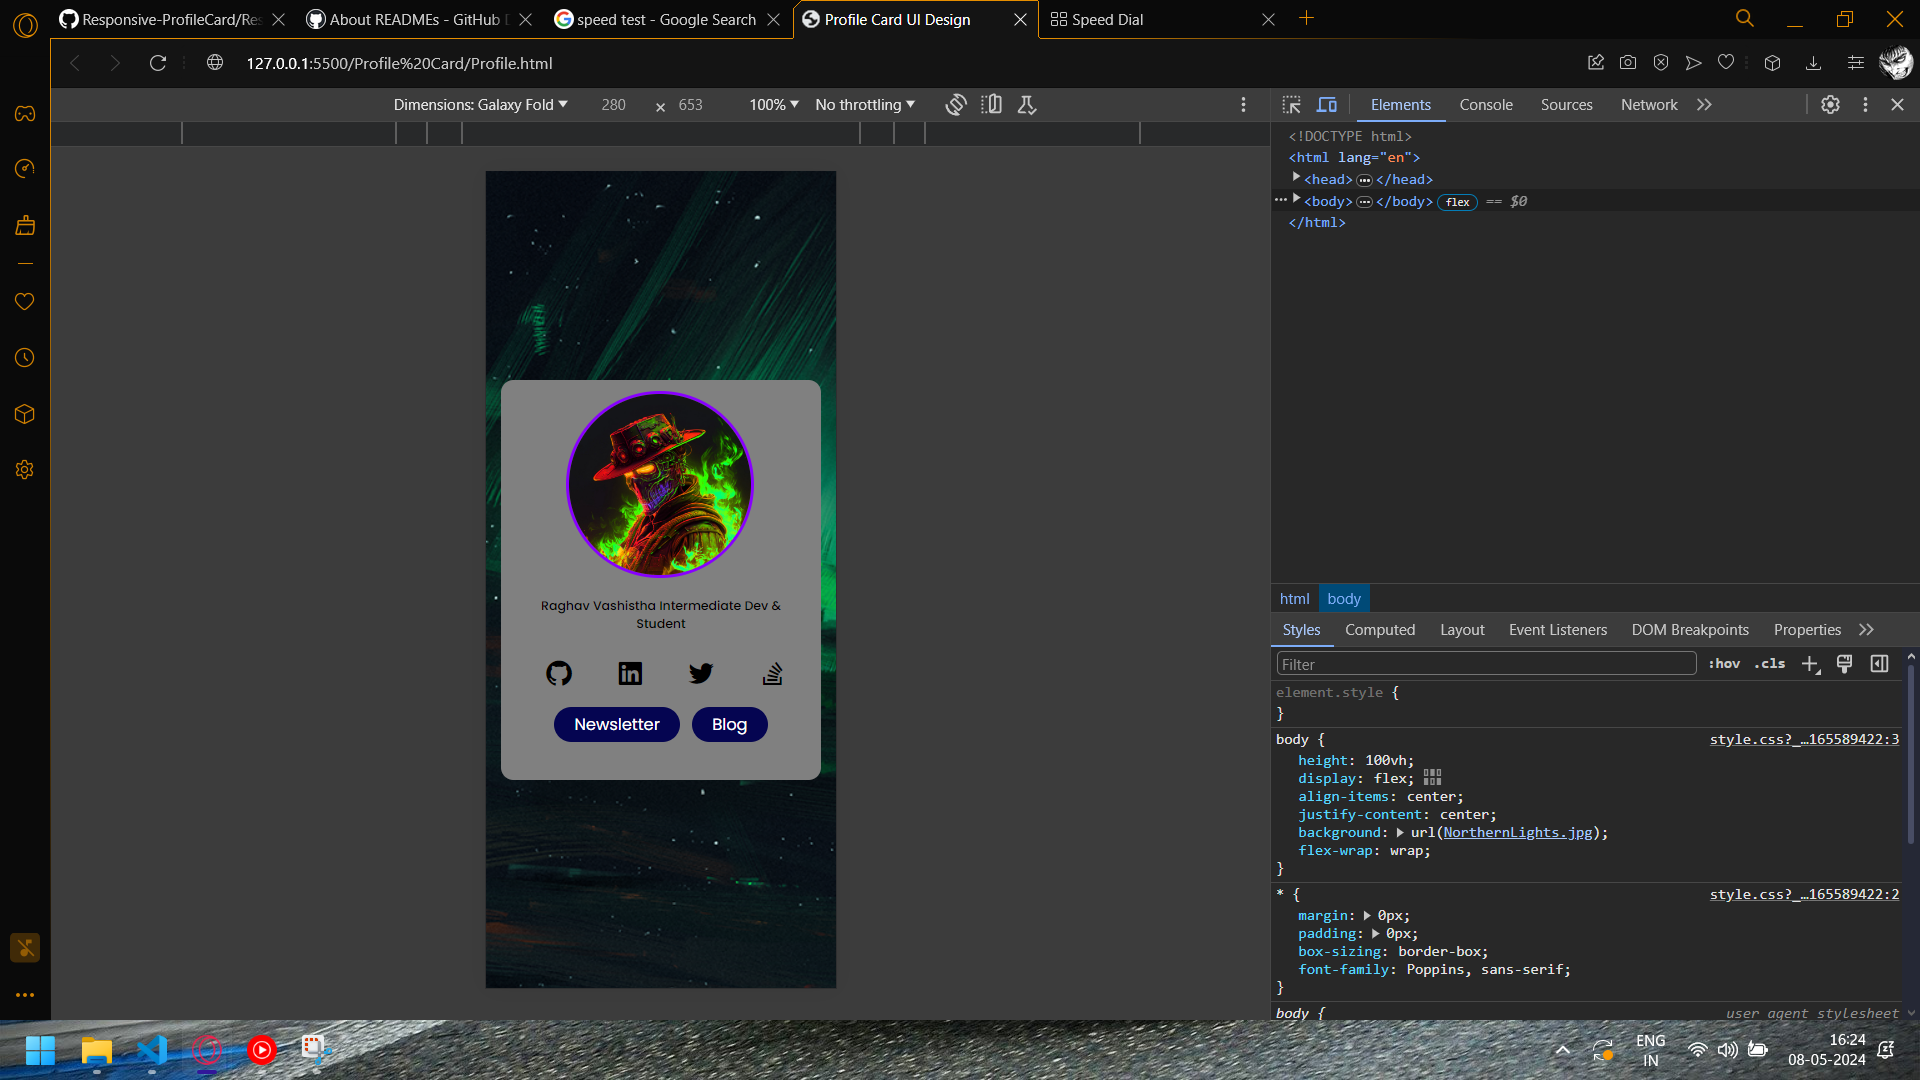 Responsive-ProfileCard/Res
About READMEs - GitHub D
speed test - Google Search
Profile Card UI Design
Speed Dial
127.0.0.1:5500/Profile%20Card/Profile.html
Dimensions: Galaxy Fold ▼ 280 × 653 100% ▼ No throttling ▼
Elements Console Sources Network
<!DOCTYPE html>
<html lang="en">
<head> ••• </head>
<body> ••• </body> flex == $0
</html>
Raghav Vashistha Intermediate Dev &
Student
Newsletter Blog
html body
Styles Computed Layout Event Listeners DOM Breakpoints Properties
Filter :hov .cls
element.style {
}
body { style.css?_…165589422:3
height: 100vh;
display: flex;
align-items: center;
justify-content: center;
background: url(NorthernLights.jpg);
flex-wrap: wrap;
}
* { style.css?_…165589422:2
margin: 0px;
padding: 0px;
box-sizing: border-box;
font-family: Poppins, sans-serif;
}
body { user agent stylesheet
ENG
IN
16:24
08-05-2024